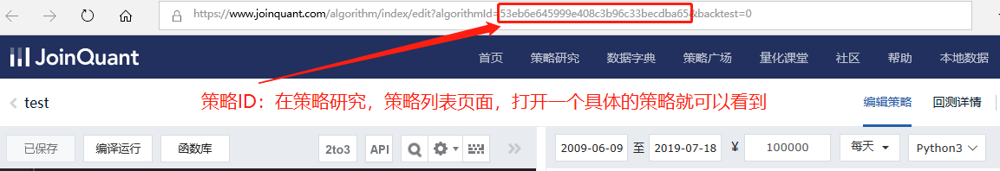 https://www.joinquant.com/algorithm/index/edit?algorithmId=53eb6e645999e408c3b96c33becdba65&backtest=0
JoinQuant 首页 策略研究 数据字典 策略广场 量化课堂 社区 帮助 本地数据
test 策略ID：在策略研究，策略列表页面，打开一个具体的策略就可以看到 编辑策略 回测详情
已保存 编译运行 函数库 2to3 API 2009-06-09 至 2019-07-18 ¥ 100000 每天 Python3